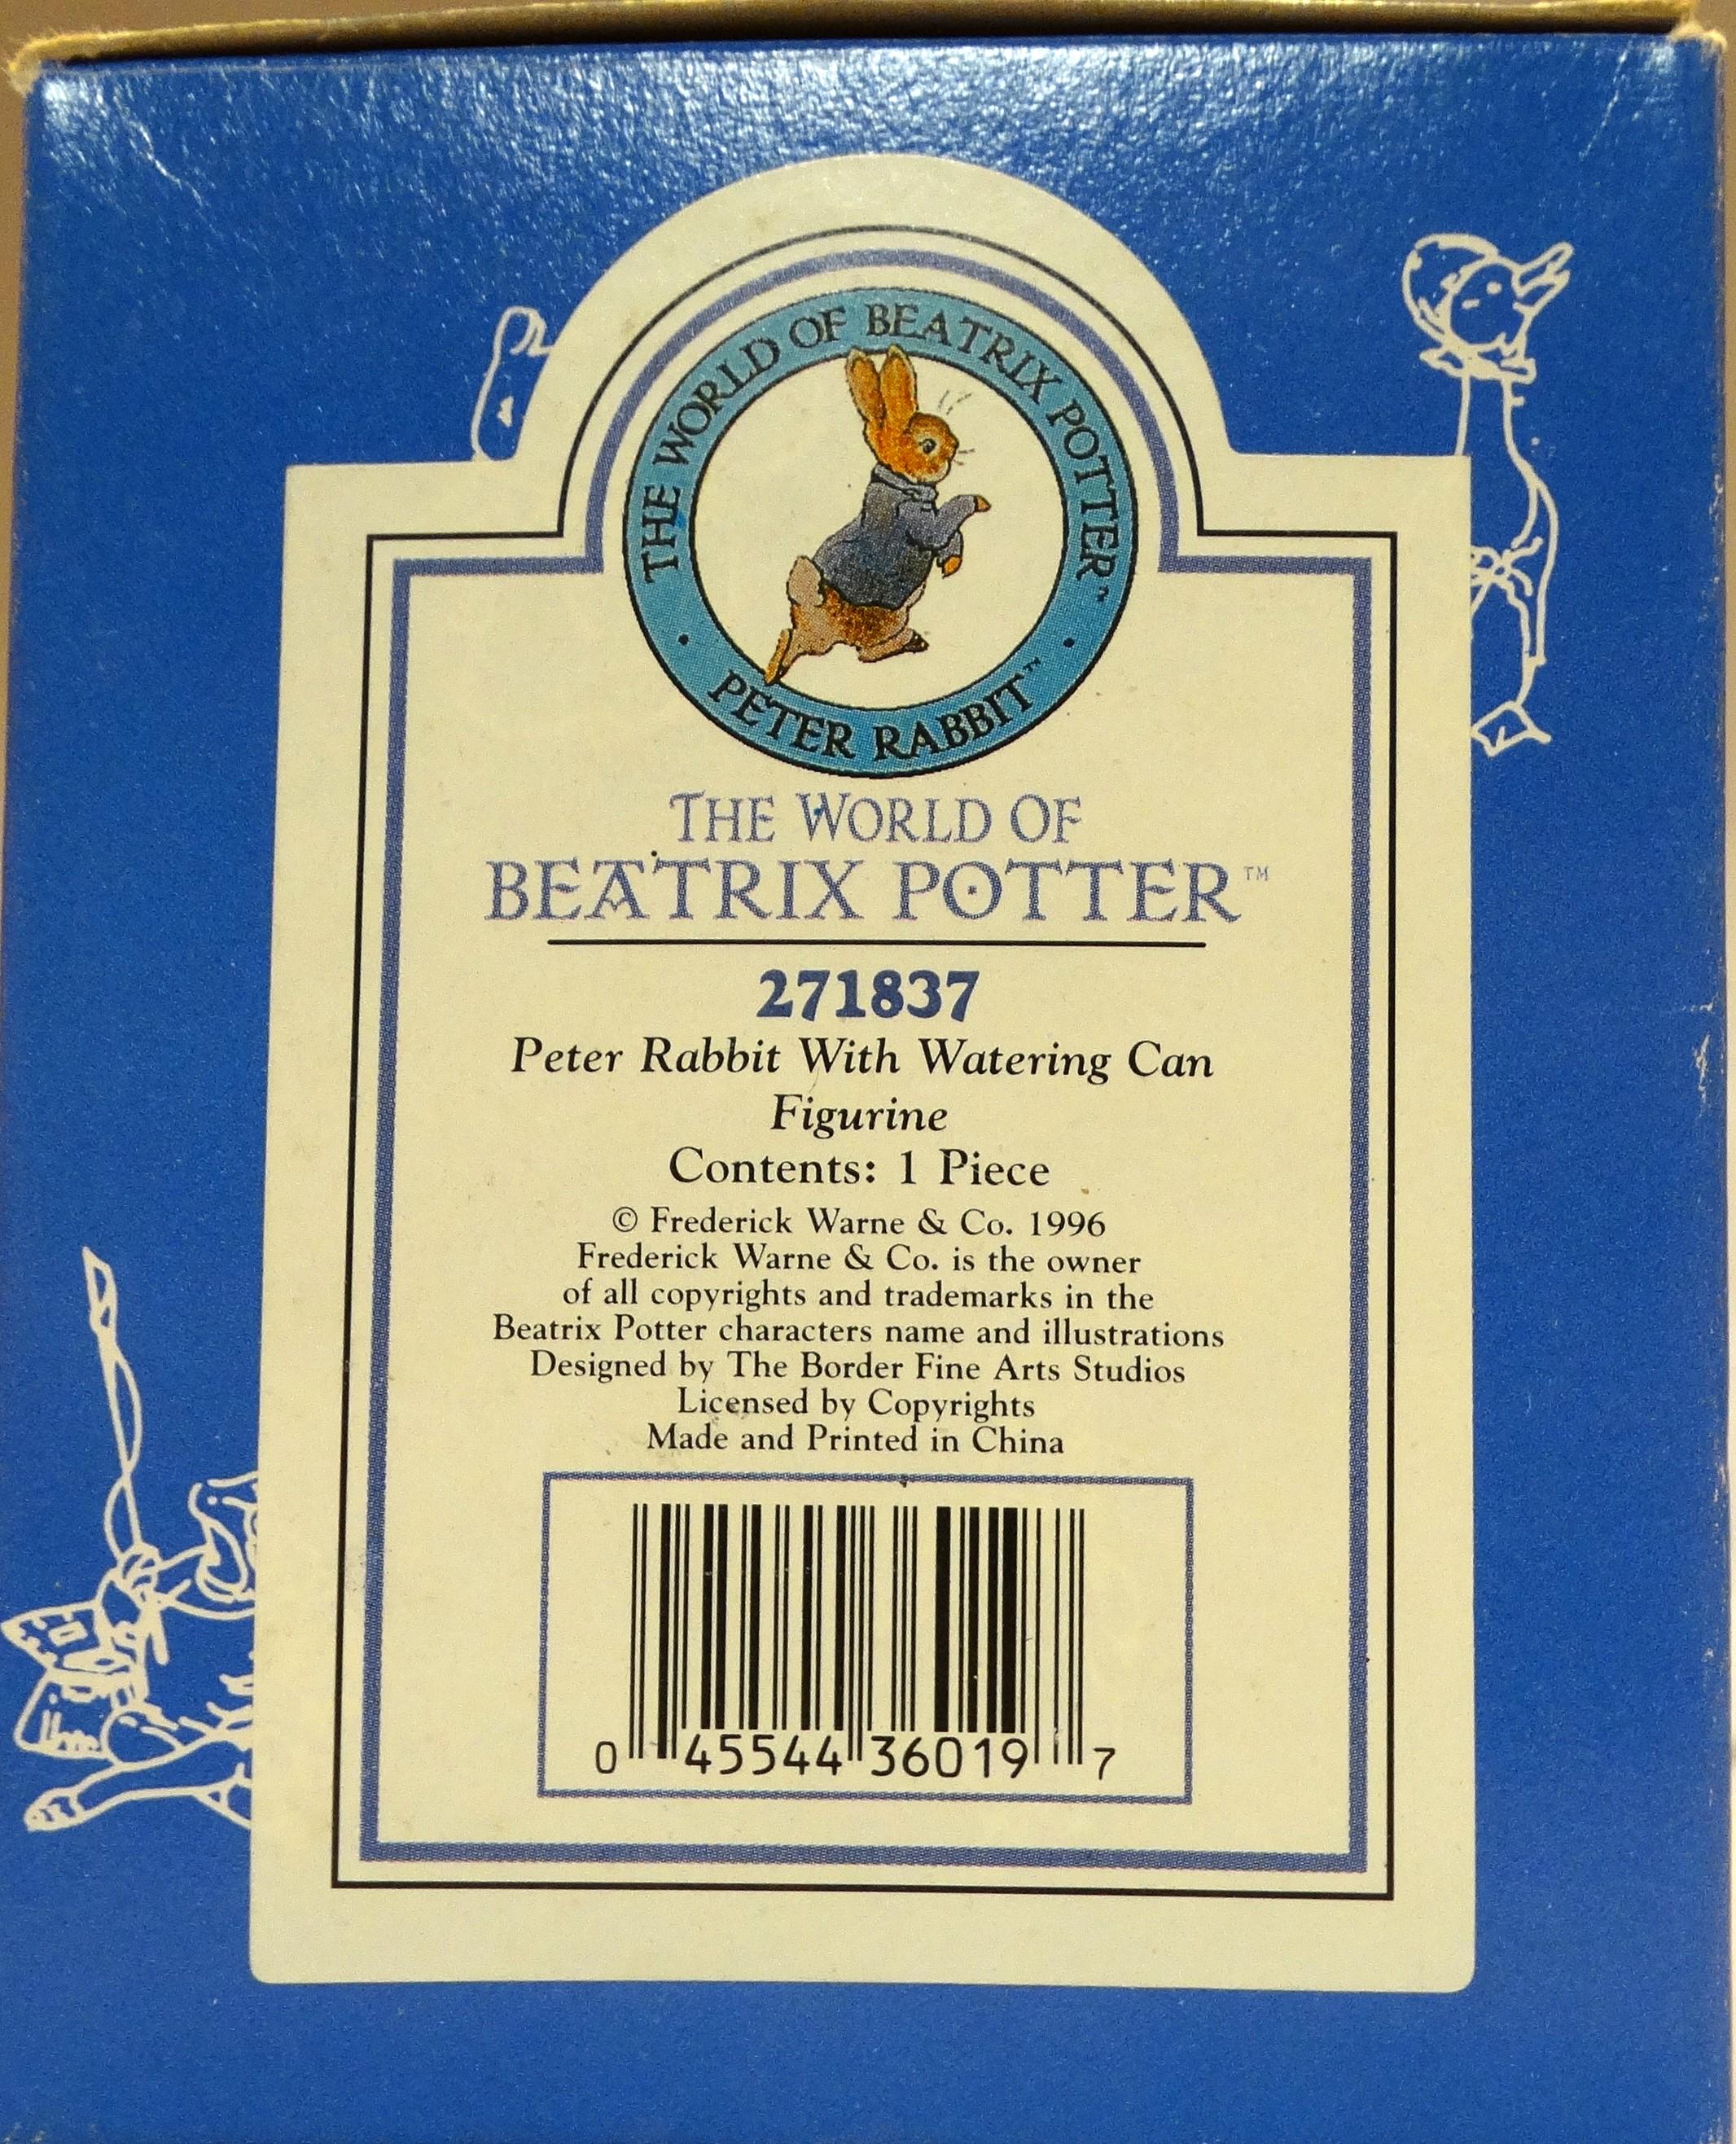 THE WORLD OF BEATRIX POTTER™
• PETER RABBIT™ •
THE WORLD OF
BEATRIX POTTER™
271837
Peter Rabbit With Watering Can
Figurine
Contents: 1 Piece
© Frederick Warne & Co. 1996
Frederick Warne & Co. is the owner
of all copyrights and trademarks in the
Beatrix Potter characters name and illustrations
Designed by The Border Fine Arts Studios
Licensed by Copyrights
Made and Printed in China
0 45544 36019 7